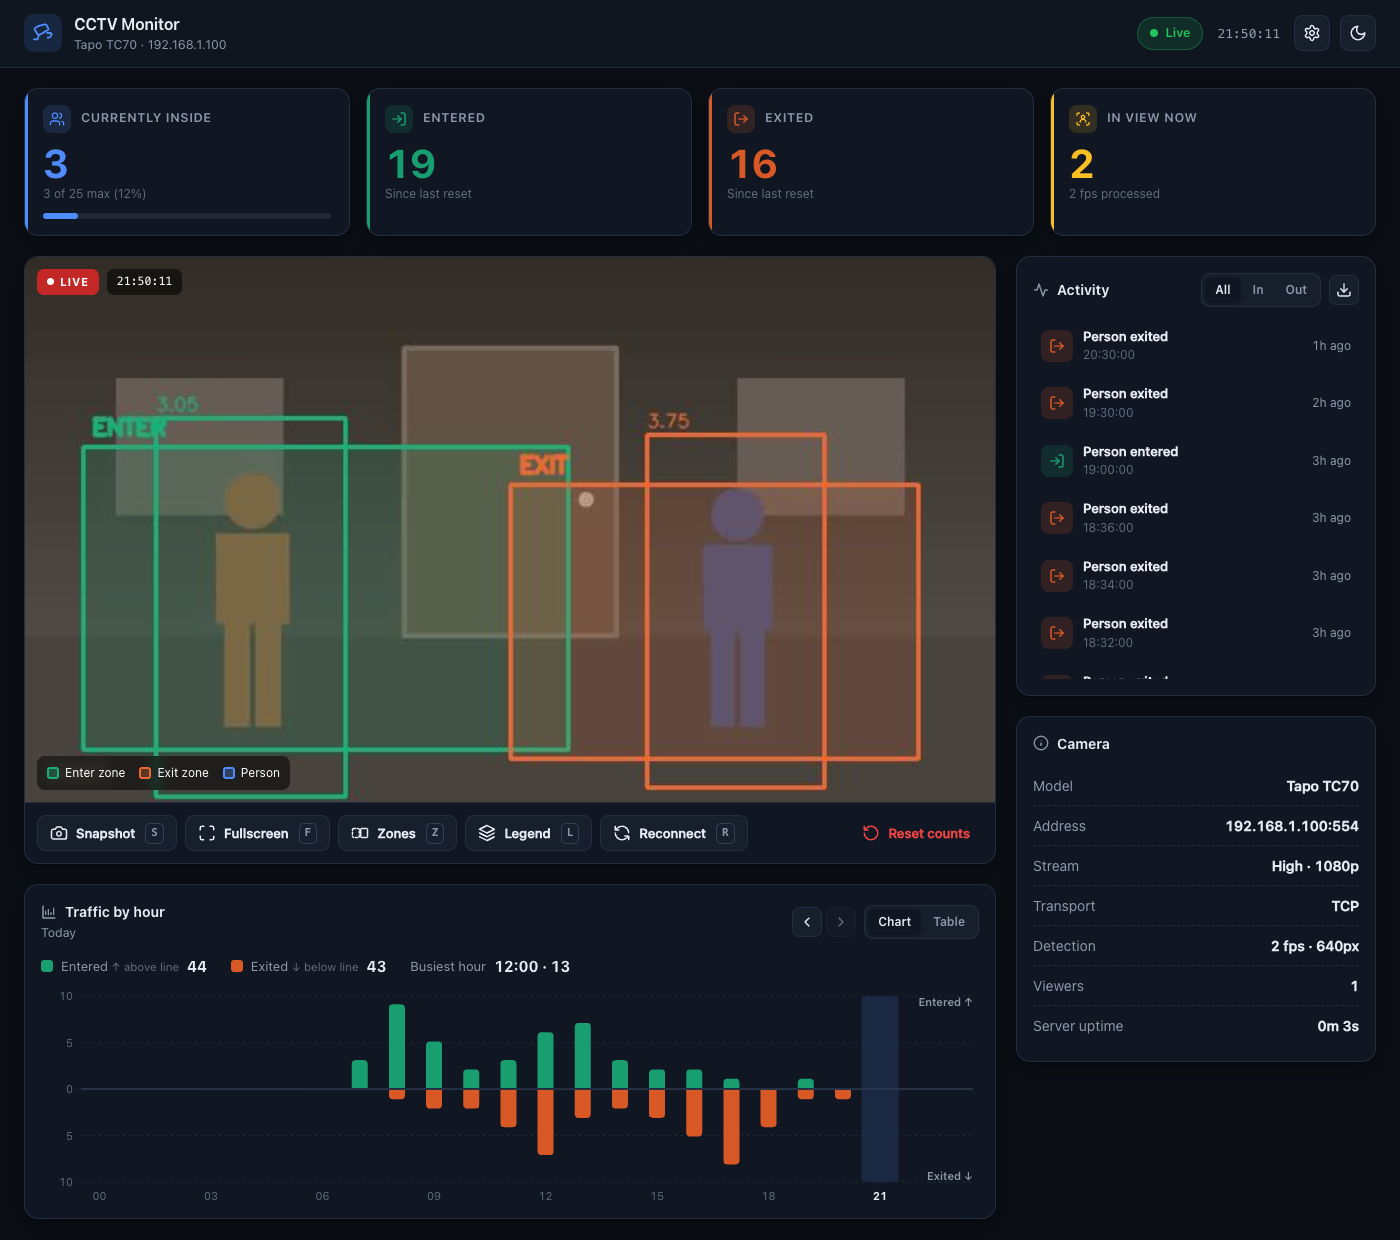 CCTV Monitor
Tapo TC70 · 192.168.1.100
Live
21:50:11
CURRENTLY INSIDE
3
3 of 25 max (12%)
ENTERED
19
Since last reset
EXITED
16
Since last reset
IN VIEW NOW
2
2 fps processed
LIVE
21:50:11
3.05
ENTER
3.75
EXIT
Enter zone
Exit zone
Person
Snapshot S
Fullscreen F
Zones Z
Legend L
Reconnect R
Reset counts
Activity
All In Out
Person exited
20:30:00
1h ago
Person exited
19:30:00
2h ago
Person entered
19:00:00
3h ago
Person exited
18:36:00
3h ago
Person exited
18:34:00
3h ago
Person exited
18:32:00
3h ago
Camera
Model Tapo TC70
Address 192.168.1.100:554
Stream High · 1080p
Transport TCP
Detection 2 fps · 640px
Viewers 1
Server uptime 0m 3s
Traffic by hour
Today
Chart Table
Entered ↑ above line 44
Exited ↓ below line 43
Busiest hour 12:00 · 13
10
5
0
5
10
Entered ↑
Exited ↓
00 03 06 09 12 15 18 21